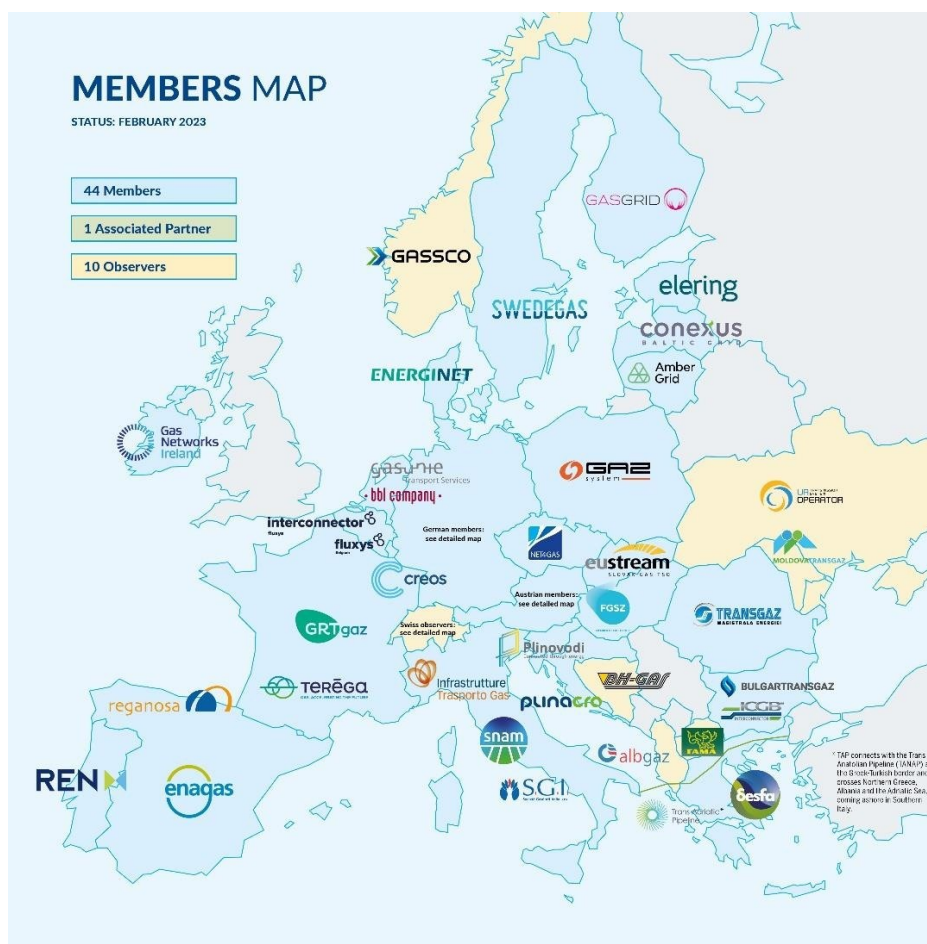 MEMBERS MAP
STATUS: FEBRUARY 2023
44 Members
1 Associated Partner
10 Observers
GASGRID
GASSCO
elering
SWEDEGAS
conexus
BALTIC GRID
Amber
Grid
ENERGINET
Gas
Networks
Ireland
gasunie
Transport Services
bbl company
GAZ
system
OPERATOR
interconnector
fluxys
fluxys
German members:
see detailed map
NET4GAS
eustream
MOLDOVATRANSGAZ
creos
Austrian members:
see detailed map
FGSZ
TRANSGAZ
GRTgaz
Swiss observers:
see detailed map
Plinovodi
Infrastrutture
Trasporto Gas
BH-GAS
TERĒGA
BULGARTRANSGAZ
reganosa
PLINACRO
ICGB
INTERCONNECTOR
snam
GAMA
albgaz
REN
enagas
S.G.I.
Trans Adriatic
Pipeline
*
desfa
* TAP connects with the Trans
Anatolian Pipeline (TANAP) a
the Greek/Turkish border and
crosses Northern Greece,
Albania and the Adriatic Sea,
coming ashore in Southern
Italy.